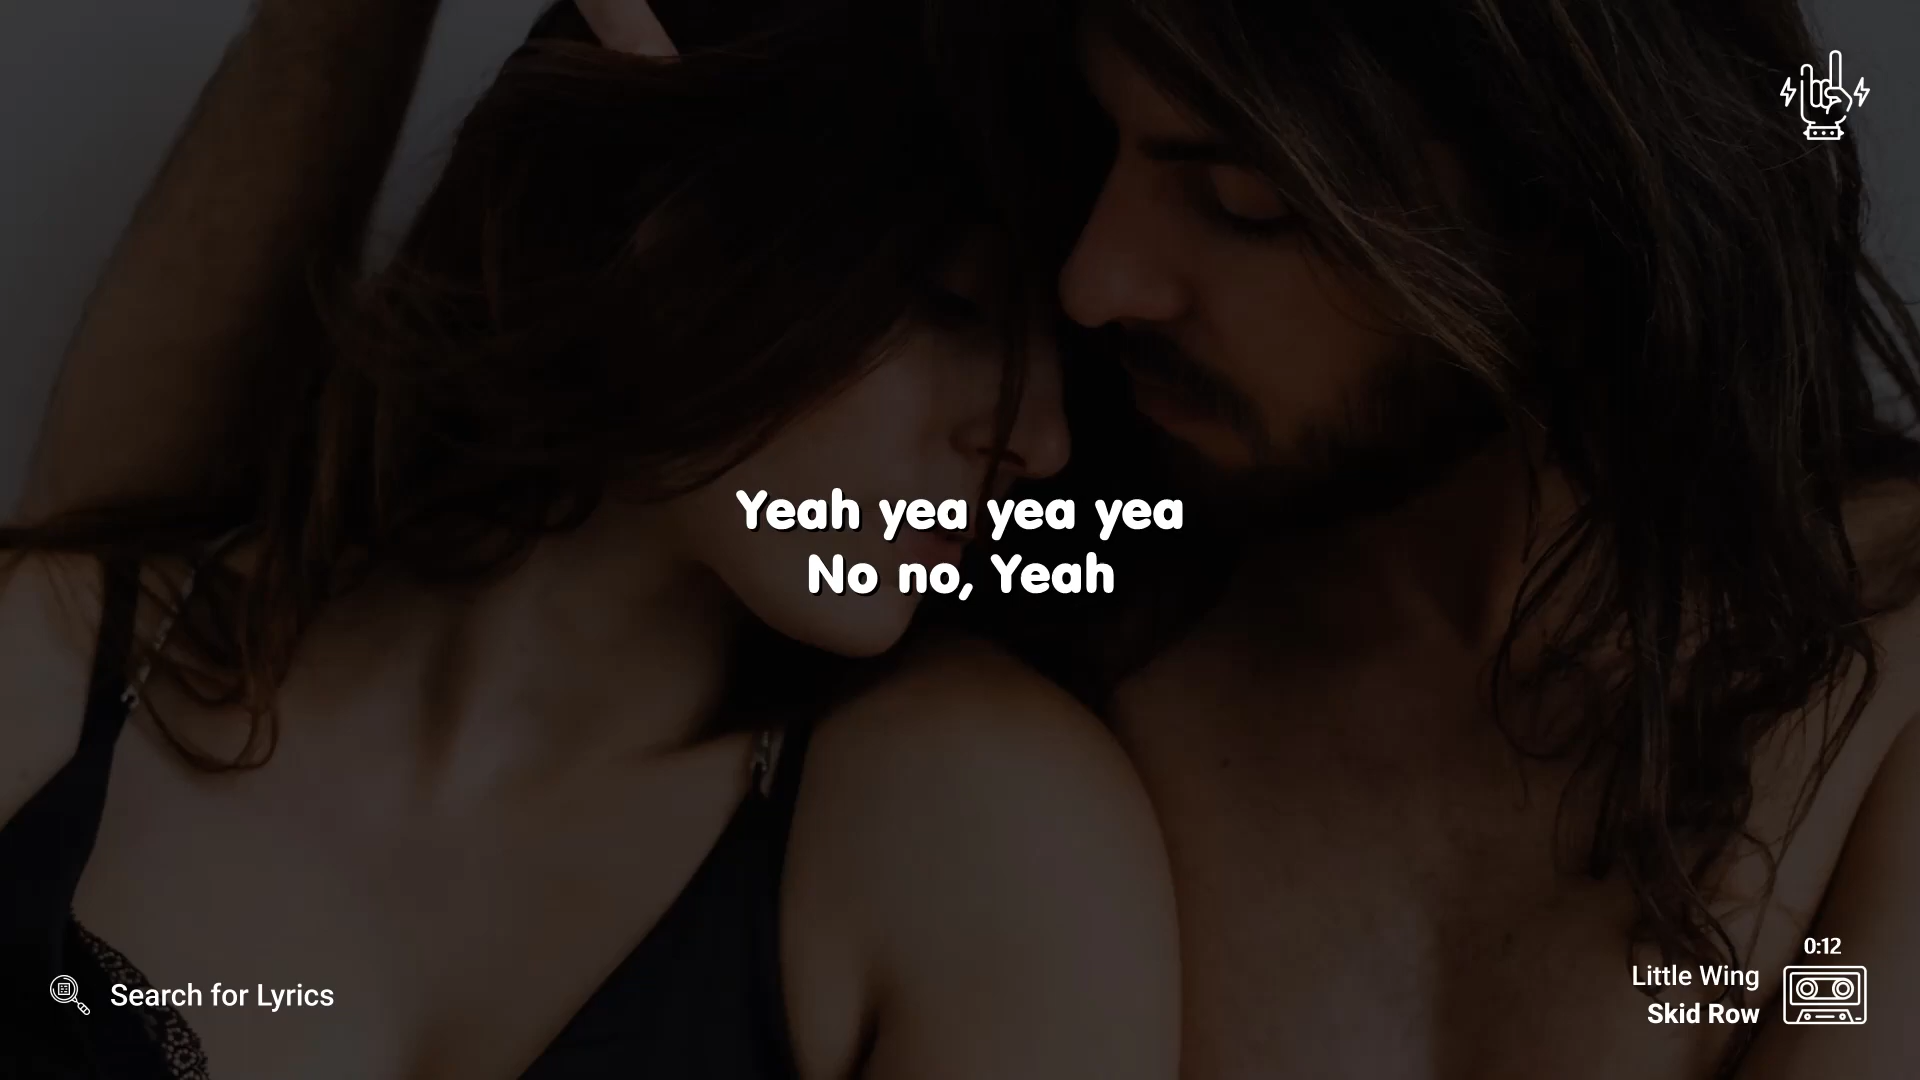 Yeah yea yea yea
No no, Yeah
Search for Lyrics
0:12
Little Wing
Skid Row